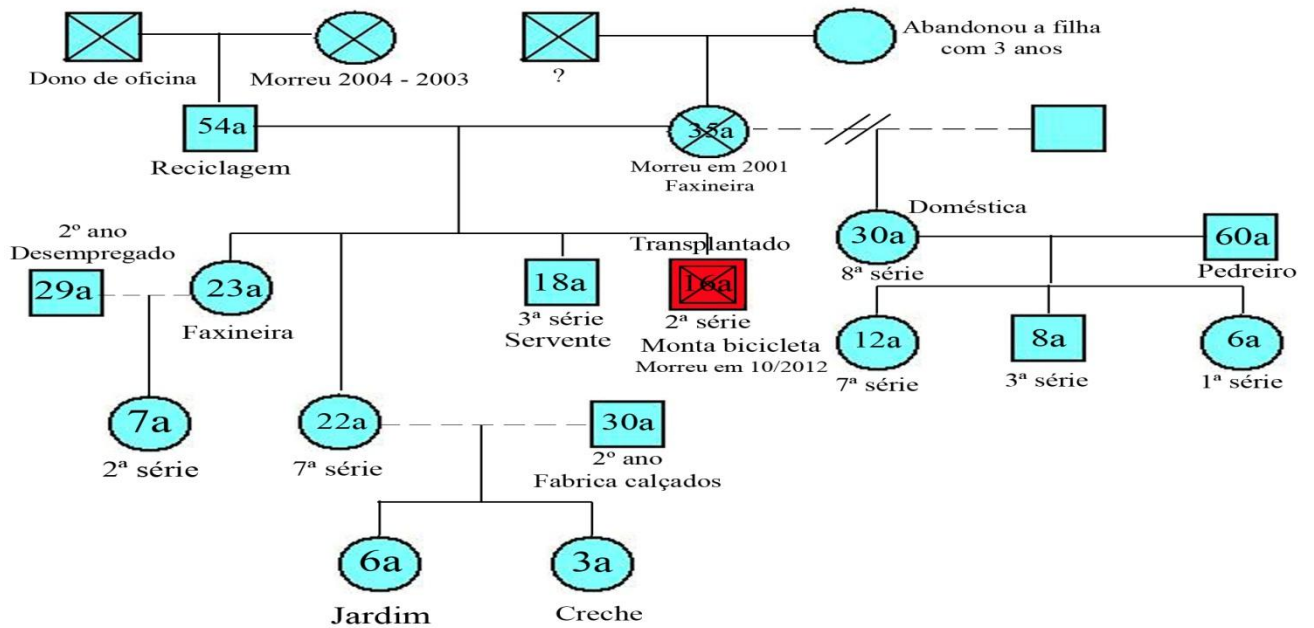 Abandonou a filha
com 3 anos
Dono de oficina
Morreu 2004 - 2003
?
54a
35a
Reciclagem
Morreu em 2001
Faxineira
2º ano
Desempregado
Transplantado
Doméstica
30a
60a
8ª série
Pedreiro
29a
23a
18a
16a
Faxineira
3ª série
Servente
2ª série
Monta bicicleta
Morreu em 10/2012
12a
8a
6a
7ª série
3ª série
1ª série
7a
22a
30a
2ª série
7ª série
2º ano
Fabrica calçados
6a
3a
Jardim
Creche